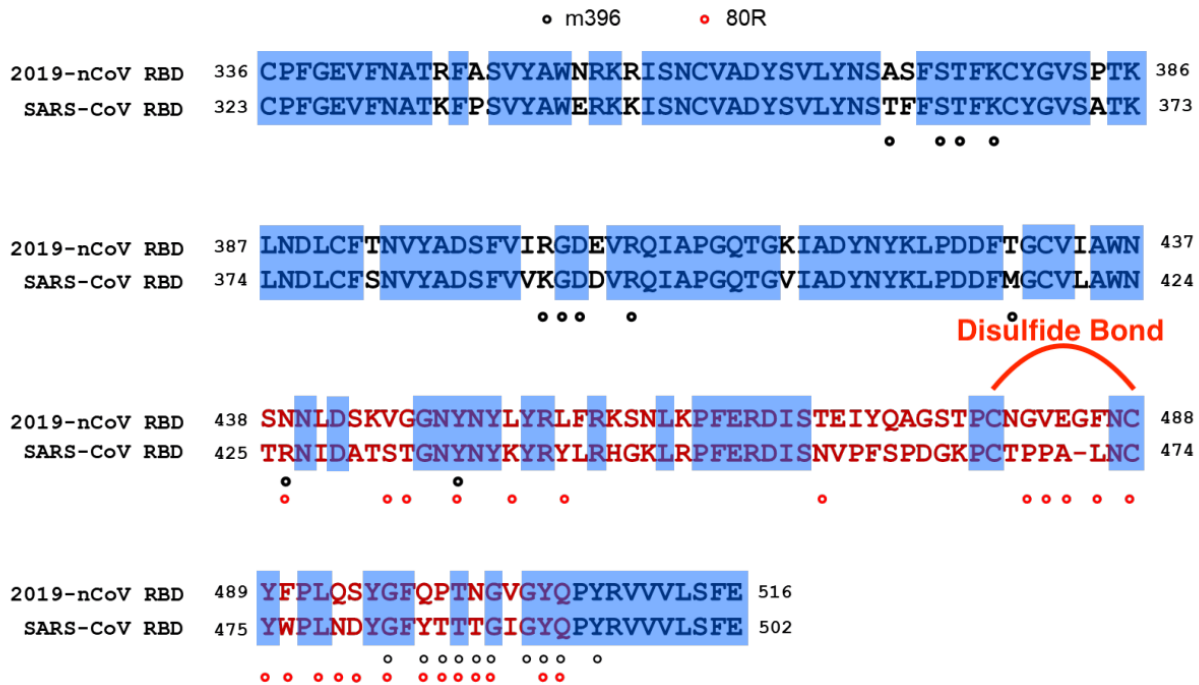 m396 80R
2019-nCoV RBD 336 CPFGEVFNATRFASVYAWNRKRISNCVADYSVLYNSASFSTFKCYGVSPTK 386
SARS-CoV RBD 323 CPFGEVFNATKFPSVYAWERKKISNCVADYSVLYNSTFFSTFKCYGVSATK 373
2019-nCoV RBD 387 LNDLCFTNVYADSFVIRGDEVRQIAPGQTGKIADYNYKLPDDFTGCVIAWN 437
SARS-CoV RBD 374 LNDLCFSNVYADSFVVKGDDVRQIAPGQTGVIADYNYKLPDDFMGCVLAWN 424
Disulfide Bond
2019-nCoV RBD 438 SNNLDSKVGGNYNYLYRLFRKSNLKPFERDISTEIYQAGSTPCNGVEGFNC 488
SARS-CoV RBD 425 TRNIDATSTGNYNYKYRYLRHGKLRPFERDISNVPFSPDGKPCTPPA-LNC 474
2019-nCoV RBD 489 YFPLQSYGFQPTNGVGYQPYRVVVLSFE 516
SARS-CoV RBD 475 YWPLNDYGFYTTTGIGYQPYRVVVLSFE 502